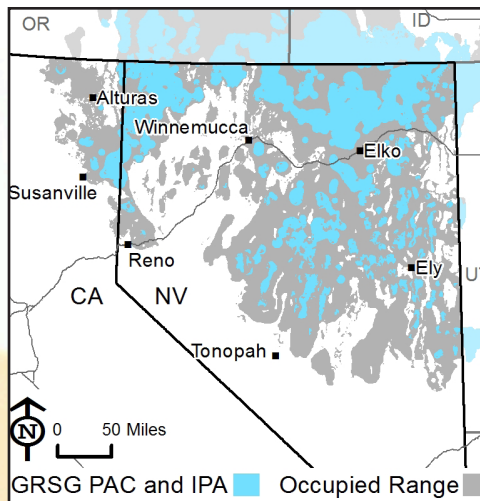 OR
ID
Alturas
Winnemucca
Elko
Susanville
Reno
Ely
UT
CA
NV
Tonopah
N
0 50 Miles
GRSG PAC and IPA
Occupied Range